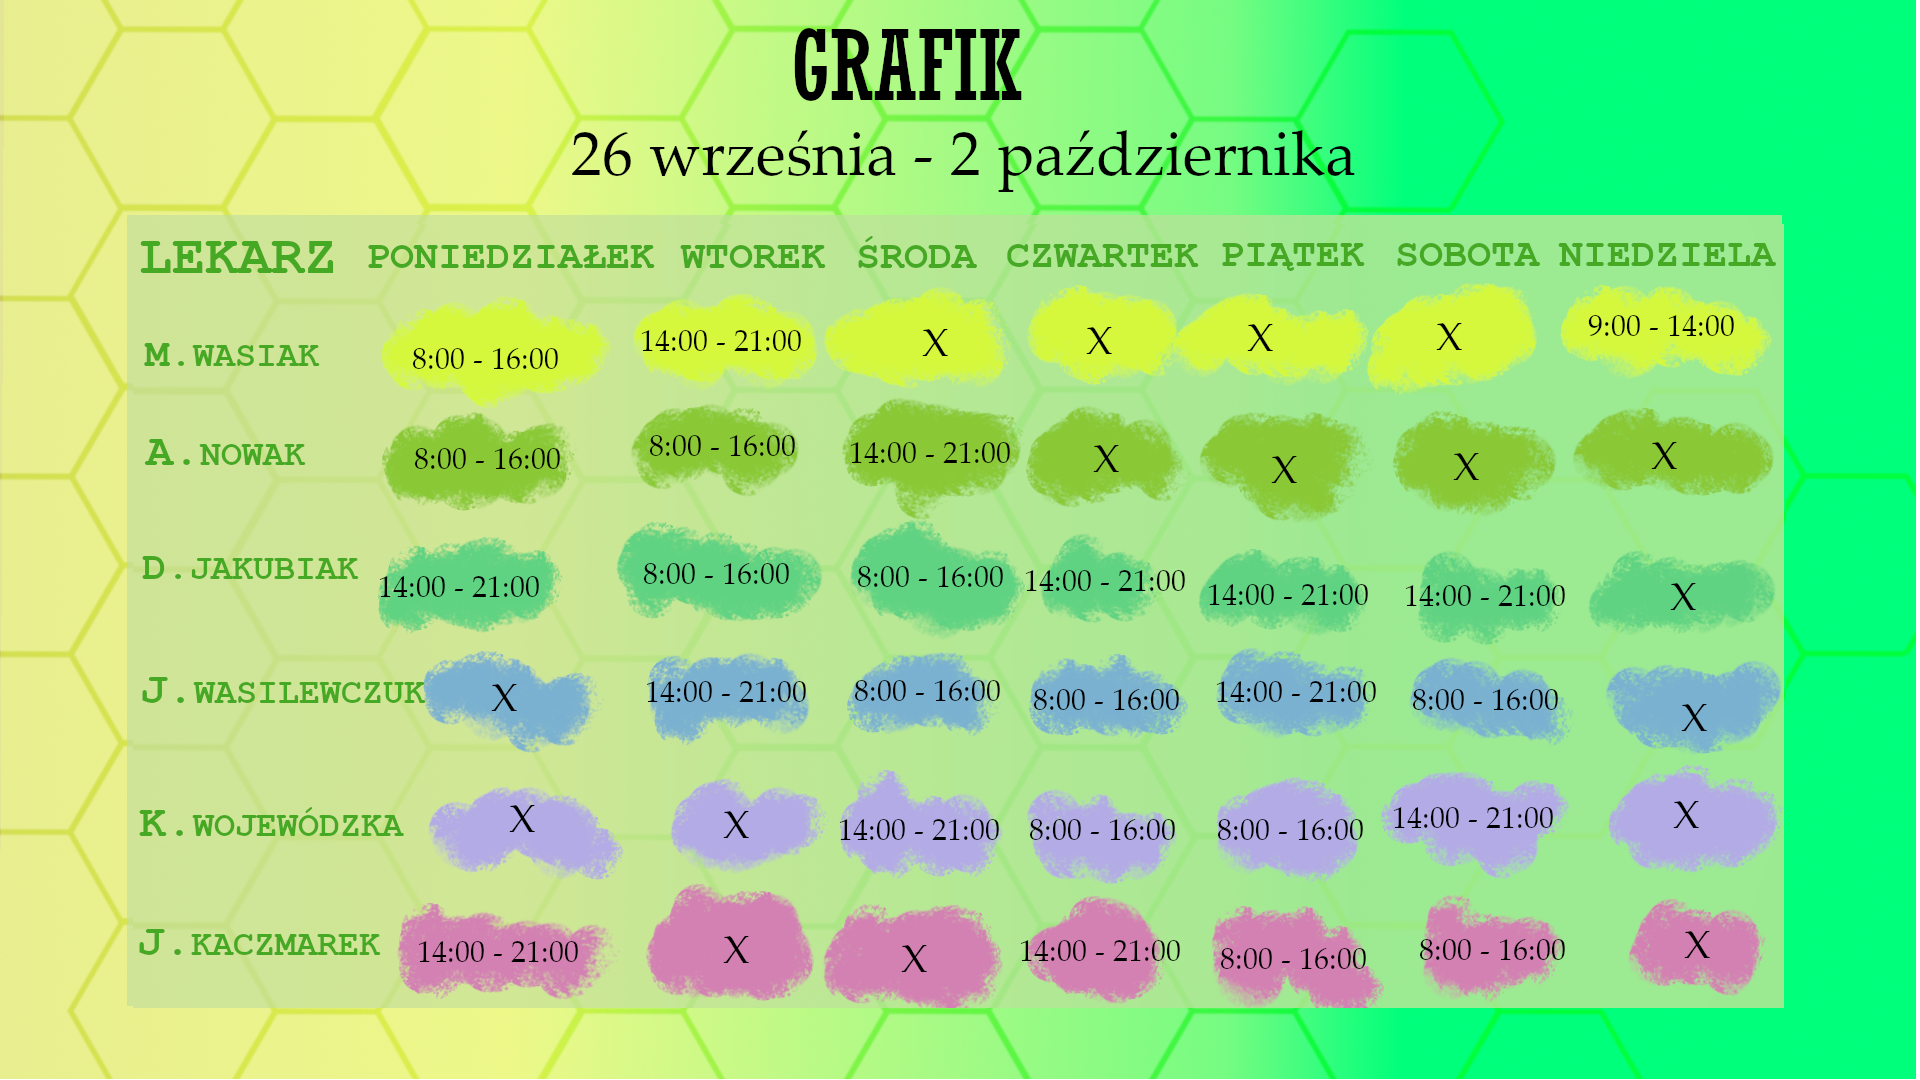 GRAFIK
26 września - 2 października
LEKARZ PONIEDZIAŁEK WTOREK ŚRODA CZWARTEK PIĄTEK SOBOTA NIEDZIELA
M.WASIAK 8:00 - 16:00 14:00 - 21:00 X X X X 9:00 - 14:00
A.NOWAK 8:00 - 16:00 8:00 - 16:00 14:00 - 21:00 X X X X
D.JAKUBIAK 14:00 - 21:00 8:00 - 16:00 8:00 - 16:00 14:00 - 21:00 14:00 - 21:00 14:00 - 21:00 X
J.WASILEWCZUK X 14:00 - 21:00 8:00 - 16:00 8:00 - 16:00 14:00 - 21:00 8:00 - 16:00 X
K.WOJEWÓDZKA X X 14:00 - 21:00 8:00 - 16:00 8:00 - 16:00 14:00 - 21:00 X
J.KACZMAREK 14:00 - 21:00 X X 14:00 - 21:00 8:00 - 16:00 8:00 - 16:00 X